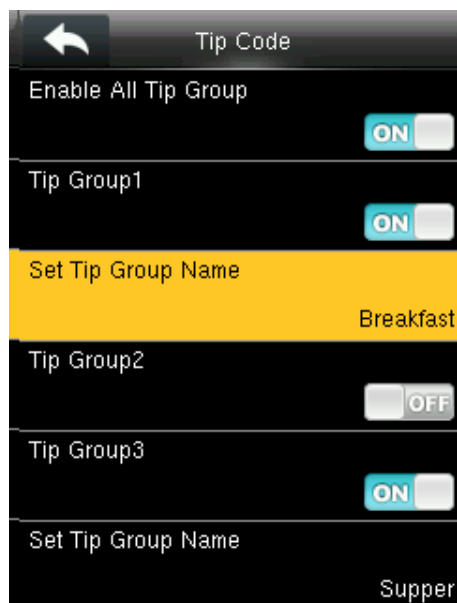 Tip Code
Enable All Tip Group
ON
Tip Group1
ON
Set Tip Group Name
Breakfast
Tip Group2
OFF
Tip Group3
ON
Set Tip Group Name
Supper